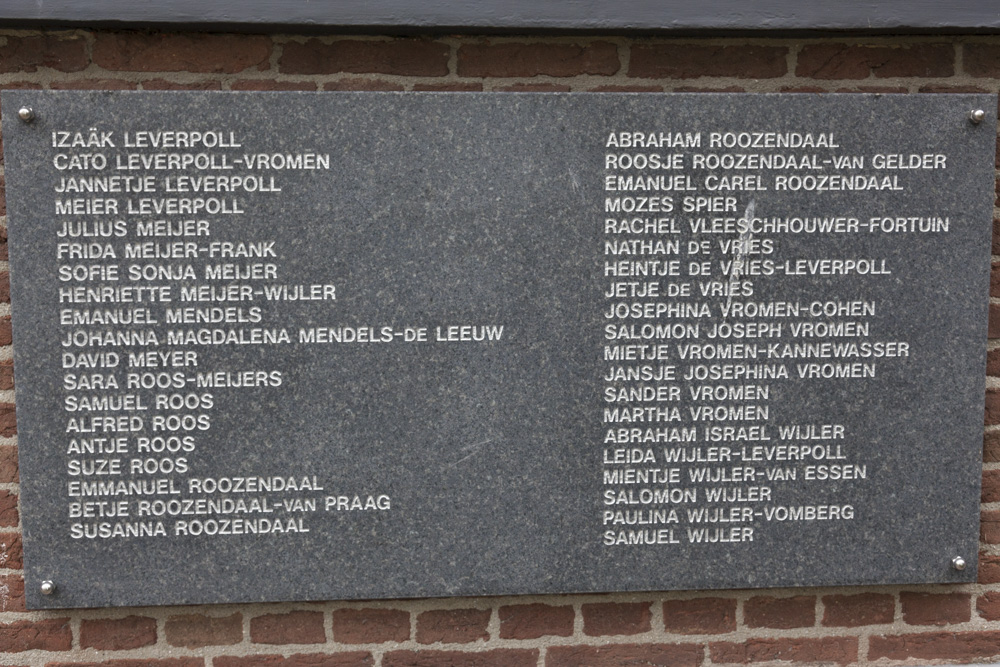 IZAÄK LEVERPOLL
CATO LEVERPOLL-VROMEN
JANNETJE LEVERPOLL
MEIER LEVERPOLL
JULIUS MEIJER
FRIDA MEIJER-FRANK
SOFIE SONJA MEIJER
HENRIETTE MEIJER-WIJLER
EMANUEL MENDELS
JOHANNA MAGDALENA MENDELS-DE LEEUW
DAVID MEYER
SARA ROOS-MEIJERS
SAMUEL ROOS
ALFRED ROOS
ANTJE ROOS
SUZE ROOS
EMMANUEL ROOZENDAAL
BETJE ROOZENDAAL-VAN PRAAG
SUSANNA ROOZENDAAL
ABRAHAM ROOZENDAAL
ROOSJE ROOZENDAAL-VAN GELDER
EMANUEL CAREL ROOZENDAAL
MOZES SPIER
RACHEL VLEESCHHOUWER-FORTUIN
NATHAN DE VRIES
HEINTJE DE VRIES-LEVERPOLL
JETJE DE VRIES
JOSEPHINA VROMEN-COHEN
SALOMON JOSEPH VROMEN
MIETJE VROMEN-KANNEWASSER
JANSJE JOSEPHINA VROMEN
SANDER VROMEN
MARTHA VROMEN
ABRAHAM ISRAEL WIJLER
LEIDA WIJLER-LEVERPOLL
MIENTJE WIJLER-VAN ESSEN
SALOMON WIJLER
PAULINA WIJLER-VOMBERG
SAMUEL WIJLER